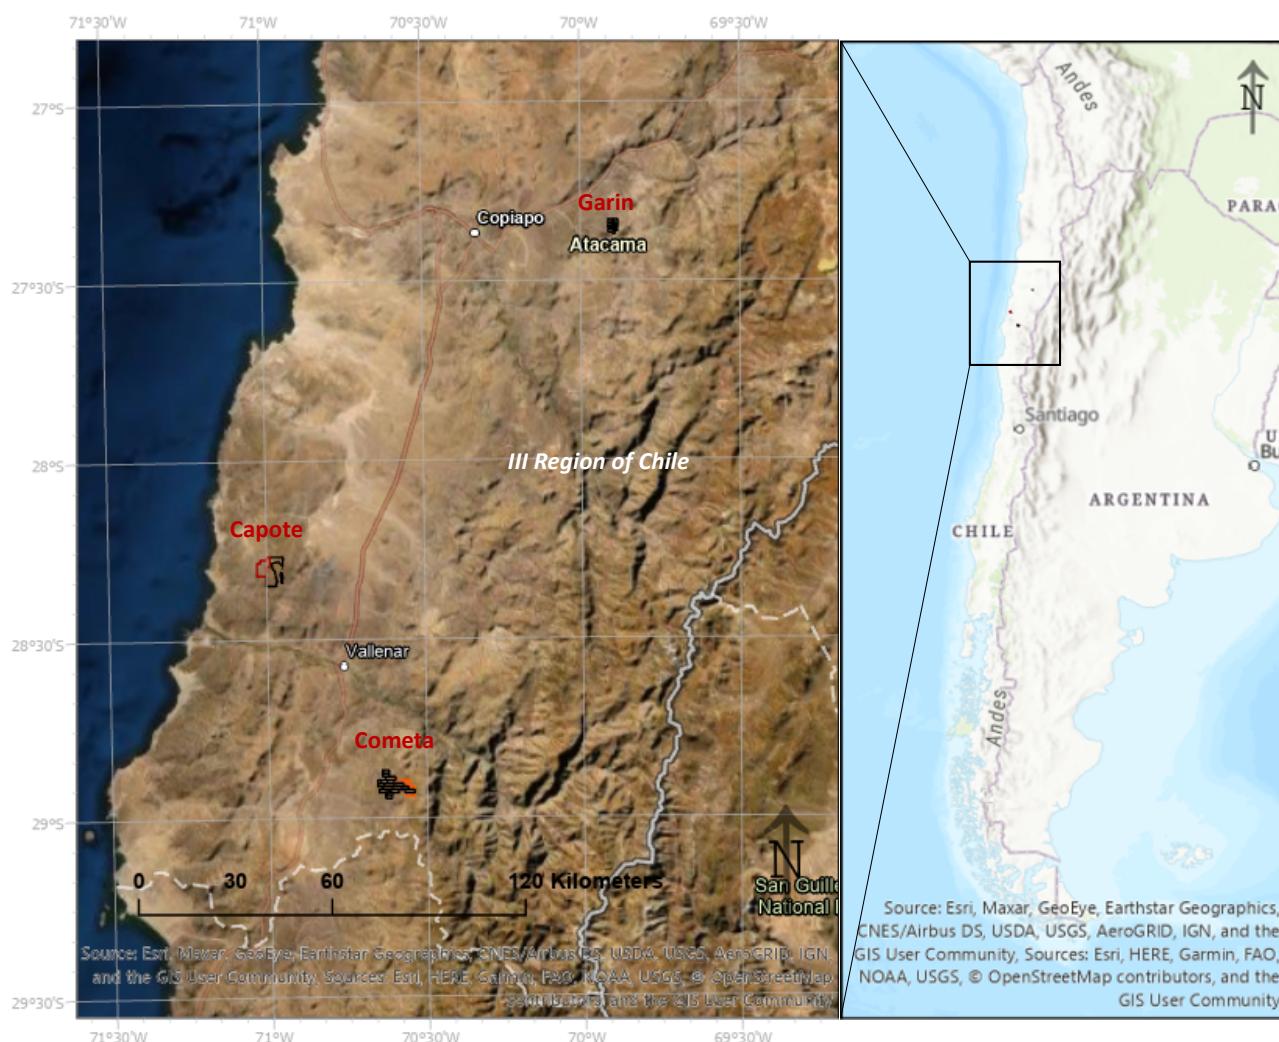 71°30'W 71°W 70°30'W 70°W 69°30'W
27°S
27°30'S
28°S
28°30'S
29°S
29°30'S
Garin
Copiapo
Atacama
III Region of Chile
Capote
Vallenar
Cometa
N
0 30 60 120 Kilometers
San Guille
National
Source: Esri, Maxar, GeoEye, Earthstar Geographics, CNES/Airbus DS, USDA, USGS, AeroGRID, IGN,
and the GIS User Community, Sources: Esri, HERE, Garmin, FAO, NOAA, USGS, © OpenStreetMap
contributors, and the GIS User Community
71°30'W 71°W 70°30'W 70°W 69°30'W
Andes
N
PARA
Santiago
U
Bu
ARGENTINA
CHILE
Andes
Source: Esri, Maxar, GeoEye, Earthstar Geographics,
CNES/Airbus DS, USDA, USGS, AeroGRID, IGN, and the
GIS User Community, Sources: Esri, HERE, Garmin, FAO,
NOAA, USGS, © OpenStreetMap contributors, and the
GIS User Community